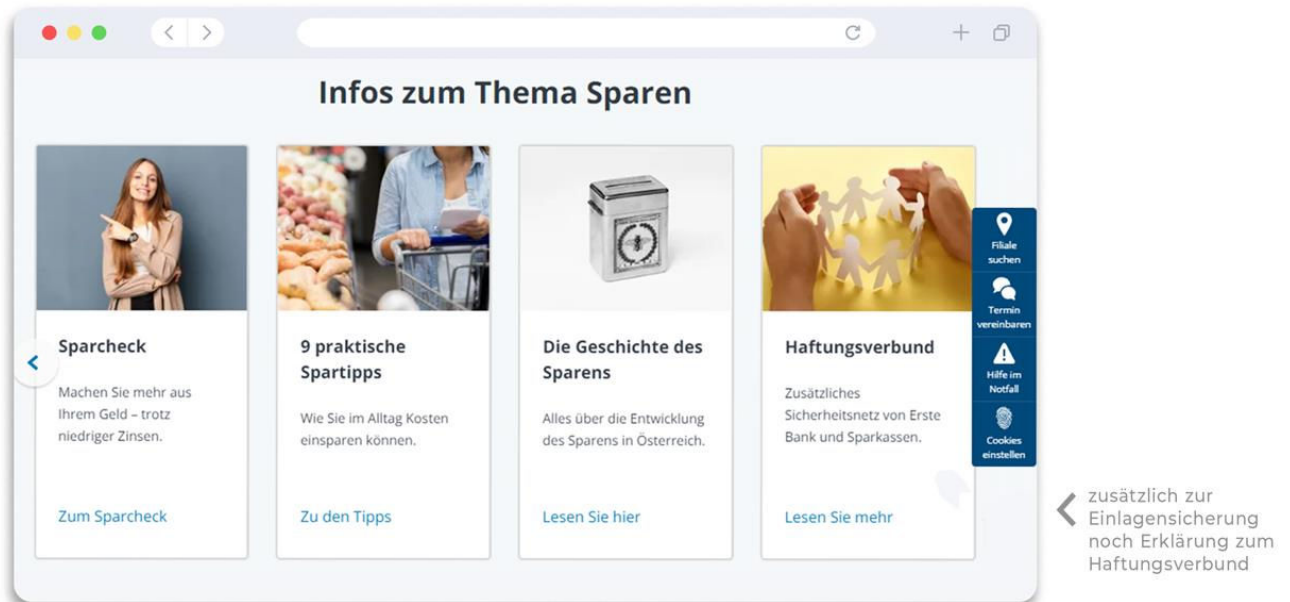 Infos zum Thema Sparen
Sparcheck
Machen Sie mehr aus
Ihrem Geld – trotz
niedriger Zinsen.
Zum Sparcheck
9 praktische
Spartipps
Wie Sie im Alltag Kosten
einsparen können.
Zu den Tipps
Die Geschichte des
Sparens
Alles über die Entwicklung
des Sparens in Österreich.
Lesen Sie hier
Haftungsverbund
Zusätzliches
Sicherheitsnetz von Erste
Bank und Sparkassen.
Lesen Sie mehr
Filiale
suchen
Termin
vereinbaren
Hilfe im
Notfall
Cookies
einstellen
zusätzlich zur
Einlagensicherung
noch Erklärung zum
Haftungsverbund